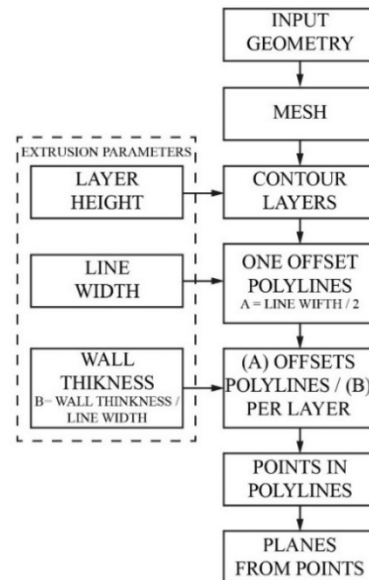 INPUT
GEOMETRY
MESH
EXTRUSION PARAMETERS
LAYER
HEIGHT
CONTOUR
LAYERS
LINE
WIDTH
ONE OFFSET
POLYLINES
A = LINE WIFTH / 2
WALL
THIKNESS
B= WALL THINKNESS /
LINE WIDTH
(A) OFFSETS
POLYLINES / (B)
PER LAYER
POINTS IN
POLYLINES
PLANES
FROM POINTS